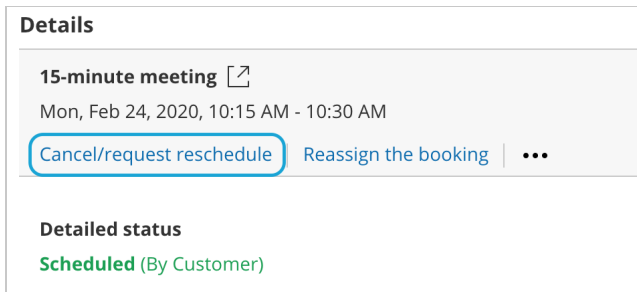 Details
15-minute meeting
Mon, Feb 24, 2020, 10:15 AM - 10:30 AM
Cancel/request reschedule Reassign the booking •••
Detailed status
Scheduled (By Customer)